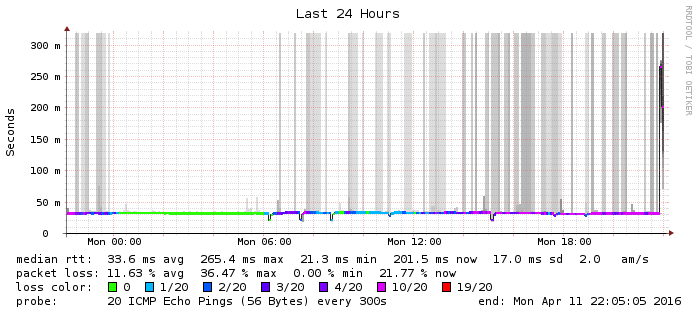 Last 24 Hours
RRDTOOL / TOBI OETIKER
Seconds
300 m
250 m
200 m
150 m
100 m
50 m
0
Mon 00:00 Mon 06:00 Mon 12:00 Mon 18:00
median rtt: 33.6 ms avg 265.4 ms max 21.3 ms min 201.5 ms now 17.0 ms sd 2.0 am/s
packet loss: 11.63 % avg 36.47 % max 0.00 % min 21.77 % now
loss color: 0 1/20 2/20 3/20 4/20 10/20 19/20
probe: 20 ICMP Echo Pings (56 Bytes) every 300s end: Mon Apr 11 22:05:05 2016